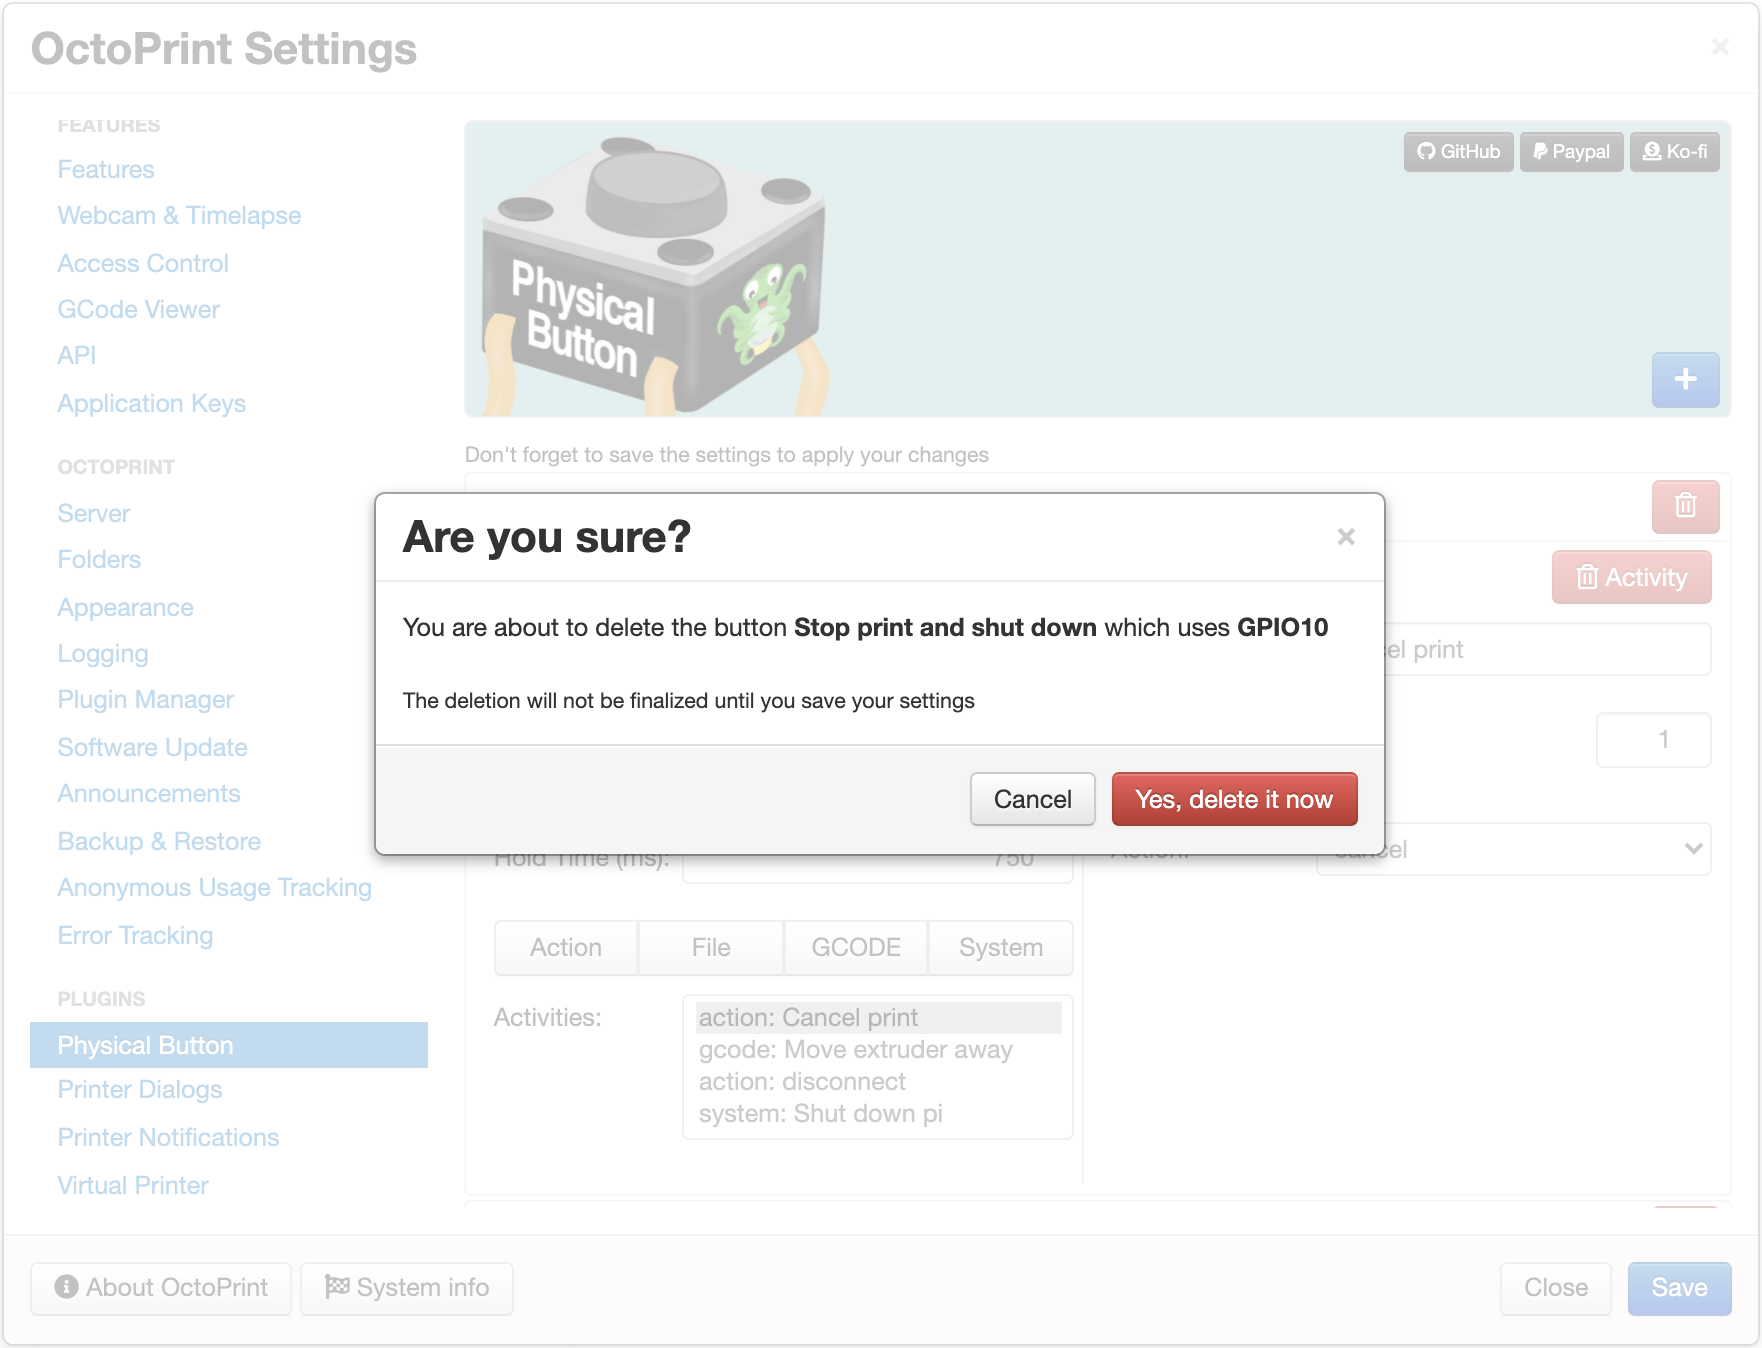 OctoPrint Settings
×
FEATURES
Features
Webcam & Timelapse
Access Control
GCode Viewer
API
Application Keys
OCTOPRINT
Server
Folders
Appearance
Logging
Plugin Manager
Software Update
Announcements
Backup & Restore
Anonymous Usage Tracking
Error Tracking
PLUGINS
Physical Button
Printer Dialogs
Printer Notifications
Virtual Printer
GitHub
Paypal
Ko-fi
Physical
Button
+
Don't forget to save the settings to apply your changes
Activity
Are you sure?
×
You are about to delete the button Stop print and shut down which uses GPIO10
The deletion will not be finalized until you save your settings
Cancel
Yes, delete it now
print
1
Hold Time (ms): 750
Action: cancel
Action File GCODE System
Activities:
action: Cancel print
gcode: Move extruder away
action: disconnect
system: Shut down pi
About OctoPrint
System info
Close
Save